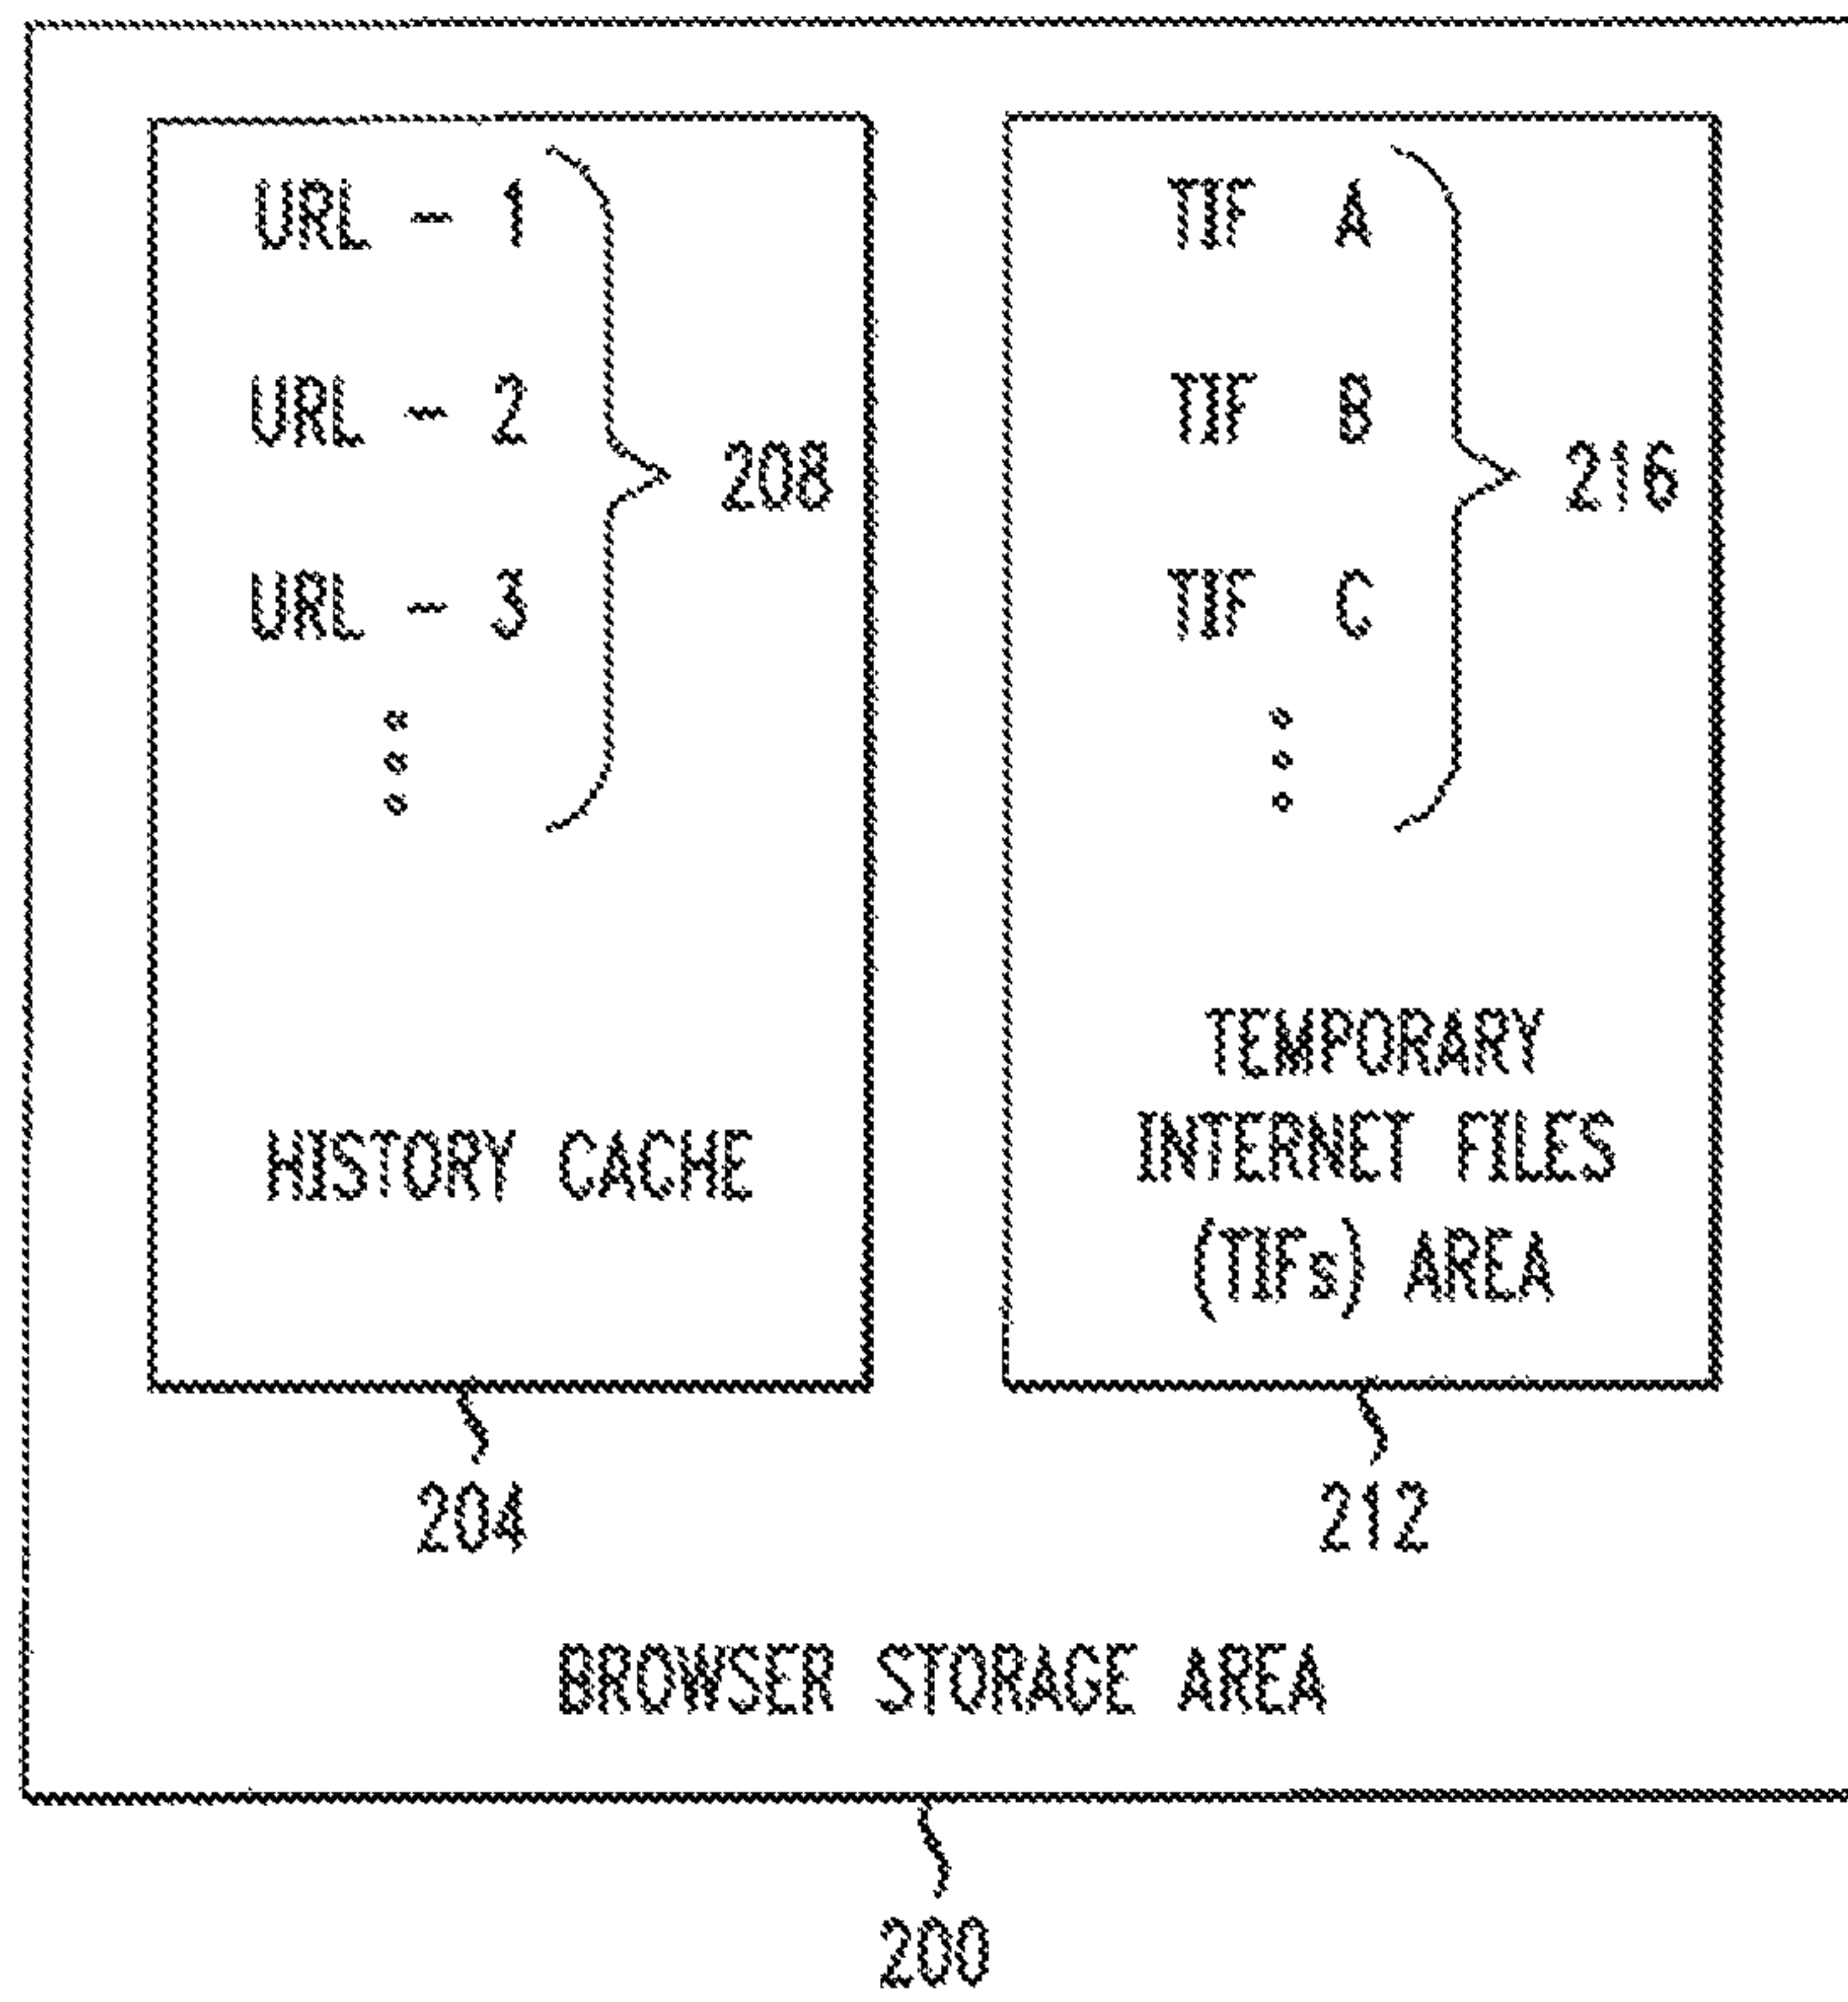 URL - 1
URL - 2
URL - 3
208
HISTORY CACHE
204
TIF A
TIF B
TIF C
216
TEMPORARY
INTERNET FILES
(TIFs) AREA
212
BROWSER STORAGE AREA
200